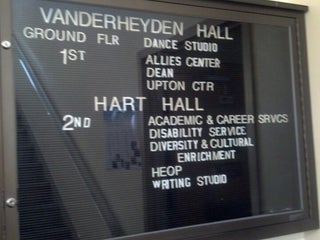 VANDERHEYDEN HALL
GROUND FLR DANCE STUDIO
1ST ALLIES CENTER
DEAN
UPTON CTR
HART HALL
2ND ACADEMIC & CAREER SRVCS
DISABILITY SERVICE
DIVERSITY & CULTURAL
ENRICHMENT
HEOP
WRITING STUDIO